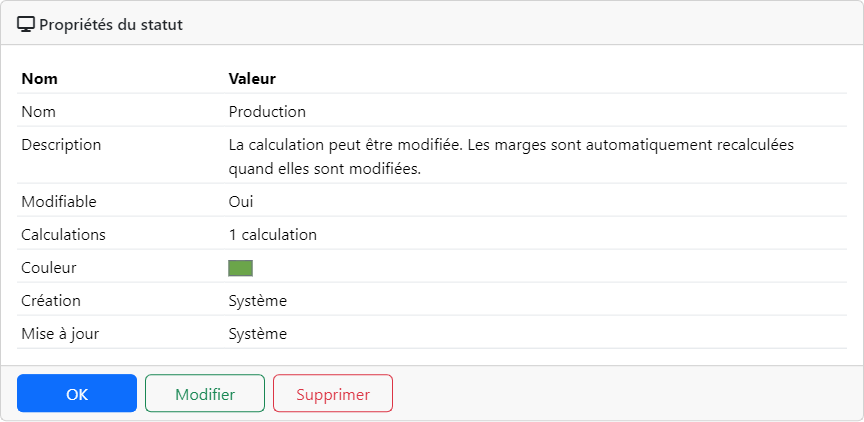 Propriétés du statut
Nom Valeur
Nom Production
Description La calculation peut être modifiée. Les marges sont automatiquement recalculées
quand elles sont modifiées.
Modifiable Oui
Calculations 1 calculation
Couleur
Création Système
Mise à jour Système
OK Modifier Supprimer